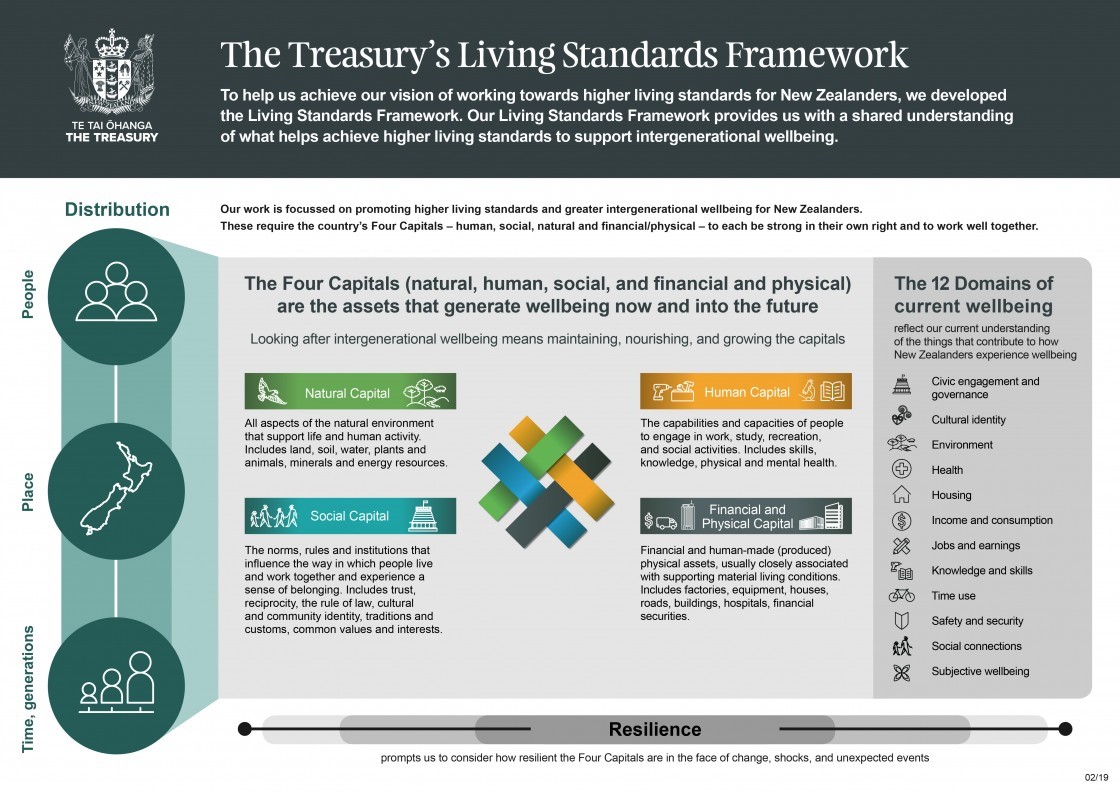 The Treasury's Living Standards Framework
To help us achieve our vision of working towards higher living standards for New Zealanders, we developed
the Living Standards Framework. Our Living Standards Framework provides us with a shared understanding
of what helps achieve higher living standards to support intergenerational wellbeing.
TE TAI ŌHANGA
THE TREASURY
Distribution
People
Place
Time, generations
Our work is focussed on promoting higher living standards and greater intergenerational wellbeing for New Zealanders.
These require the country's Four Capitals – human, social, natural and financial/physical – to each be strong in their own right and to work well together.
The Four Capitals (natural, human, social, and financial and physical)
are the assets that generate wellbeing now and into the future
Looking after intergenerational wellbeing means maintaining, nourishing, and growing the capitals
Natural Capital
All aspects of the natural environment
that support life and human activity.
Includes land, soil, water, plants and
animals, minerals and energy resources.
Human Capital
The capabilities and capacities of people
to engage in work, study, recreation,
and social activities. Includes skills,
knowledge, physical and mental health.
Social Capital
The norms, rules and institutions that
influence the way in which people live
and work together and experience a
sense of belonging. Includes trust,
reciprocity, the rule of law, cultural
and community identity, traditions and
customs, common values and interests.
$
Financial and
Physical Capital
Financial and human-made (produced)
physical assets, usually closely associated
with supporting material living conditions.
Includes factories, equipment, houses,
roads, buildings, hospitals, financial
securities.
The 12 Domains of
current wellbeing
reflect our current understanding
of the things that contribute to how
New Zealanders experience wellbeing
Civic engagement and
governance
Cultural identity
Environment
Health
Housing
$ Income and consumption
Jobs and earnings
Knowledge and skills
Time use
Safety and security
Social connections
Subjective wellbeing
Resilience
prompts us to consider how resilient the Four Capitals are in the face of change, shocks, and unexpected events
02/19